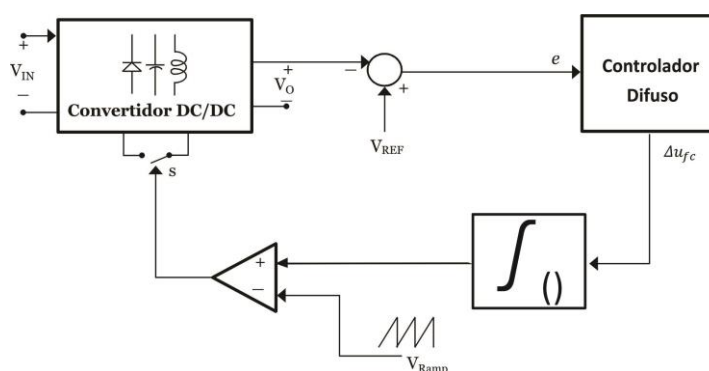 +
V_IN
−
Convertidor DC/DC
+
V_O
−
−
+
V_REF
e
Controlador
Difuso
Δu_fc
s
+
−
∫()
V_Ramp